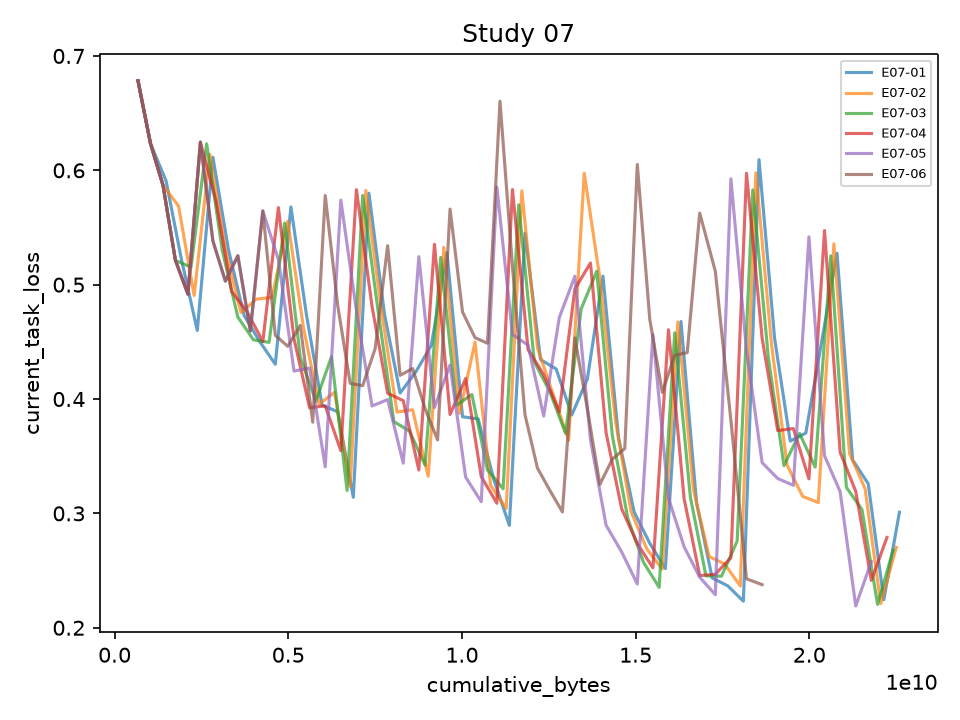 Study 07
current_task_loss
0.7
0.6
0.5
0.4
0.3
0.2
E07-01
E07-02
E07-03
E07-04
E07-05
E07-06
0.0 0.5 1.0 1.5 2.0
1e10
cumulative_bytes